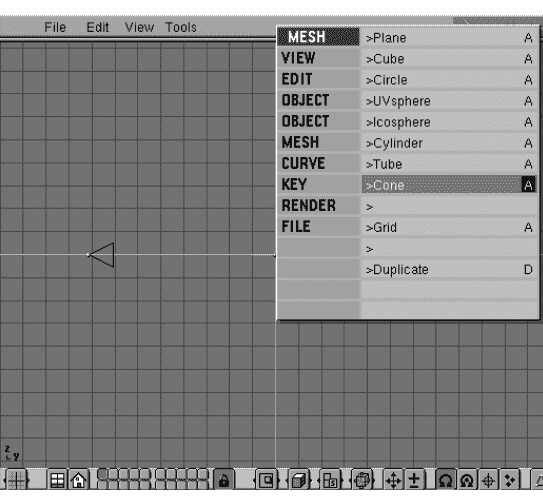 File Edit View Tools
MESH >Plane A
VIEW >Cube A
EDIT >Circle A
OBJECT >UVsphere A
OBJECT >Icosphere A
MESH >Cylinder A
CURVE >Tube A
KEY >Cone A
RENDER >
FILE >Grid A
>
>Duplicate D
z
y